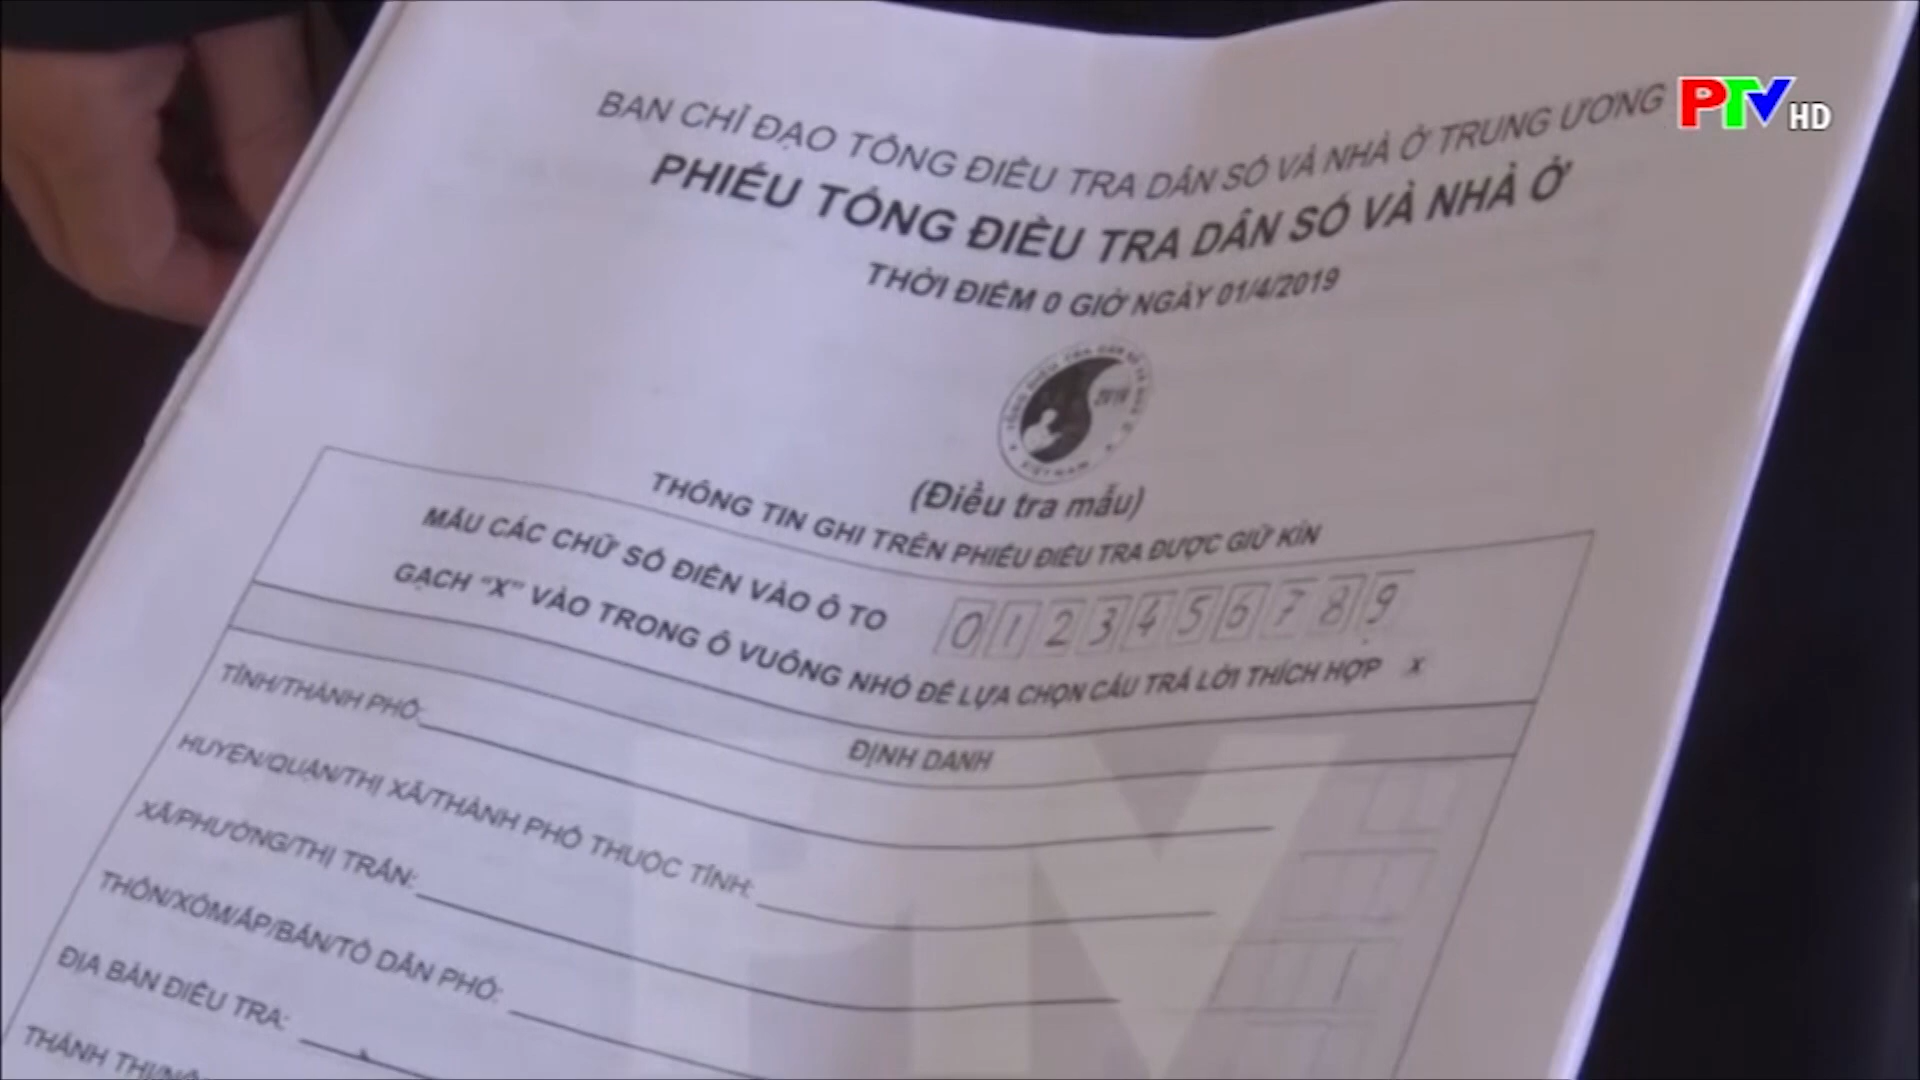 BAN CHỈ ĐẠO TỔNG ĐIỀU TRA DÂN SỐ VÀ NHÀ Ở TRUNG ƯƠNG
PTV HD
PHIẾU TỔNG ĐIỀU TRA DÂN SỐ VÀ NHÀ Ở
THỜI ĐIỂM 0 GIỜ NGÀY 01/4/2019
(Điều tra mẫu)
THÔNG TIN GHI TRÊN PHIẾU ĐIỀU TRA ĐƯỢC GIỮ KÍN
MẪU CÁC CHỮ SỐ ĐIỀN VÀO Ô TO 0 1 2 3 4 5 6 7 8 9
GẠCH "X" VÀO TRONG Ô VUÔNG NHỎ ĐỂ LỰA CHỌN CÂU TRẢ LỜI THÍCH HỢP X
ĐỊNH DANH
TỈNH/THÀNH PHỐ:
HUYỆN/QUẬN/THỊ XÃ/THÀNH PHỐ THUỘC TỈNH:
XÃ/PHƯỜNG/THỊ TRẤN:
THÔN/XÓM/ẤP/BẢN/TỔ DÂN PHỐ:
ĐỊA BÀN ĐIỀU TRA: